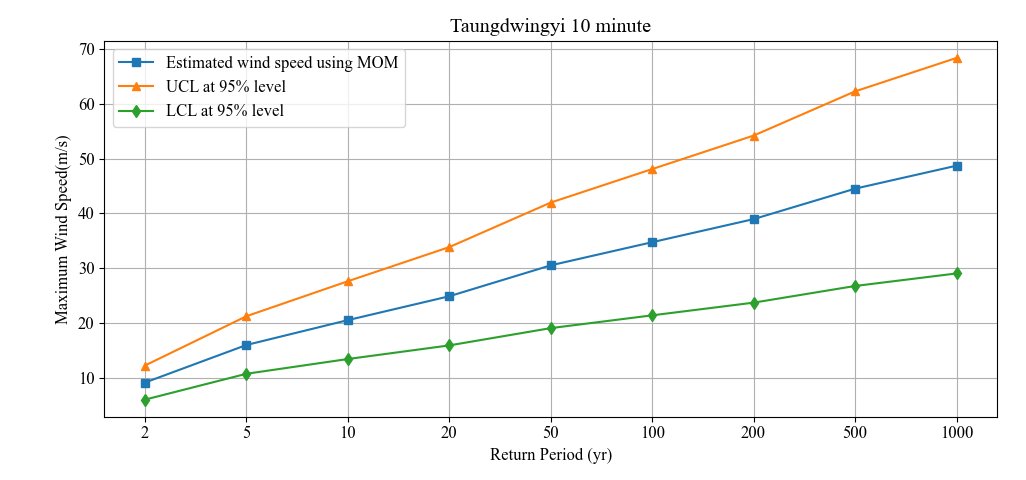 Taungdwingyi 10 minute
Estimated wind speed using MOM
UCL at 95% level
LCL at 95% level
Maximum Wind Speed(m/s)
70
60
50
40
30
20
10
2 5 10 20 50 100 200 500 1000
Return Period (yr)